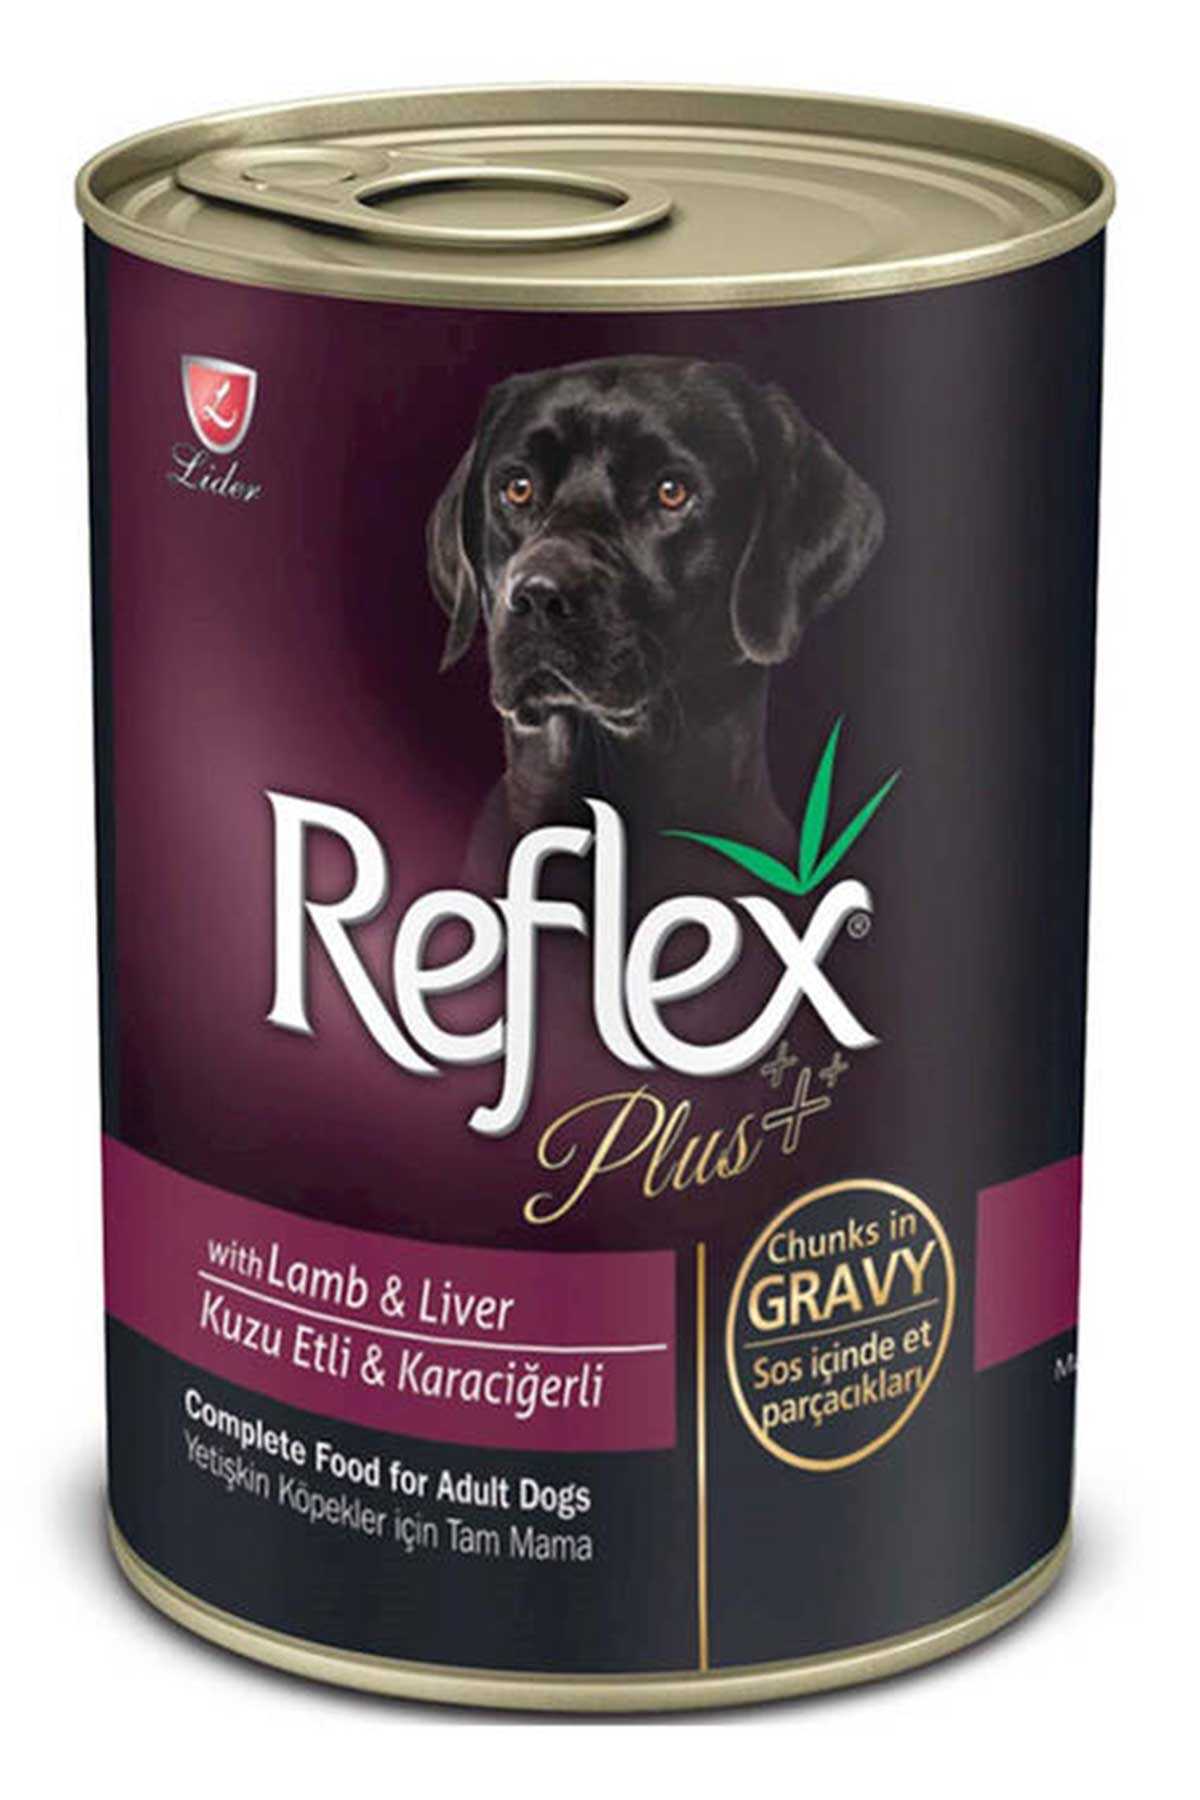 L
Lider
Reflex®
Plus+
with Lamb & Liver
Kuzu Etli & Karaciğerli
Complete Food for Adult Dogs
Yetişkin Köpekler için Tam Mama
Chunks in
GRAVY
Sos içinde et
parçacıkları